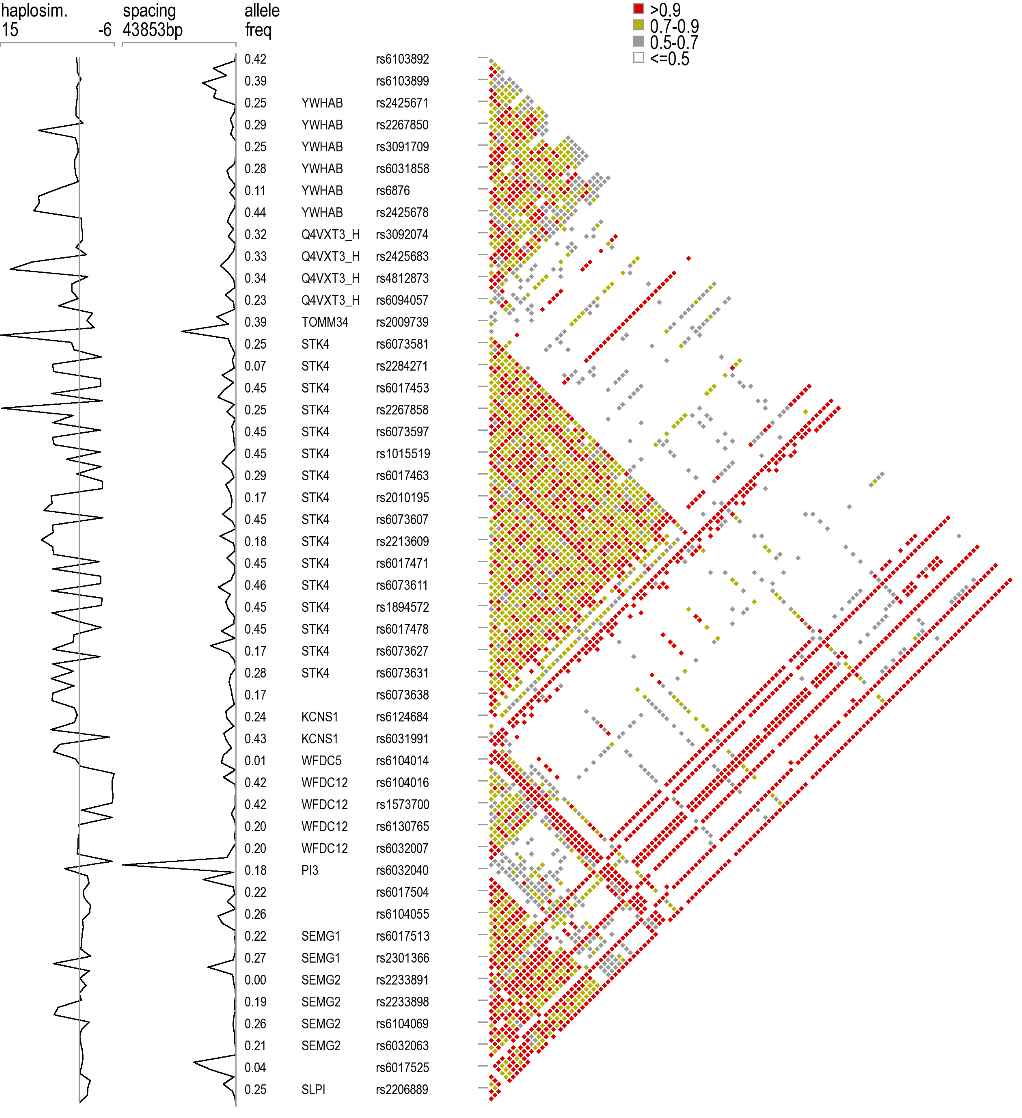 haplosim. spacing allele >0.9
15 -6 43853bp freq 0.7-0.9
0.5-0.7
<=0.5
0.42 rs6103892
0.39 rs6103899
0.25 YWHAB rs2425671
0.29 YWHAB rs2267850
0.25 YWHAB rs3091709
0.28 YWHAB rs6031858
0.11 YWHAB rs6876
0.44 YWHAB rs2425678
0.32 Q4VXT3_H rs3092074
0.33 Q4VXT3_H rs2425683
0.34 Q4VXT3_H rs4812873
0.23 Q4VXT3_H rs6094057
0.39 TOMM34 rs2009739
0.25 STK4 rs6073581
0.07 STK4 rs2284271
0.45 STK4 rs6017453
0.25 STK4 rs2267858
0.45 STK4 rs6073597
0.45 STK4 rs1015519
0.29 STK4 rs6017463
0.17 STK4 rs2010195
0.45 STK4 rs6073607
0.18 STK4 rs2213609
0.45 STK4 rs6017471
0.46 STK4 rs6073611
0.45 STK4 rs1894572
0.45 STK4 rs6017478
0.17 STK4 rs6073627
0.28 STK4 rs6073631
0.17 rs6073638
0.24 KCNS1 rs6124684
0.43 KCNS1 rs6031991
0.01 WFDC5 rs6104014
0.42 WFDC12 rs6104016
0.42 WFDC12 rs1573700
0.20 WFDC12 rs6130765
0.20 WFDC12 rs6032007
0.18 PI3 rs6032040
0.22 rs6017504
0.26 rs6104055
0.22 SEMG1 rs6017513
0.27 SEMG1 rs2301366
0.00 SEMG2 rs2233891
0.19 SEMG2 rs2233898
0.26 SEMG2 rs6104069
0.21 SEMG2 rs6032063
0.04 rs6017525
0.25 SLPI rs2206889